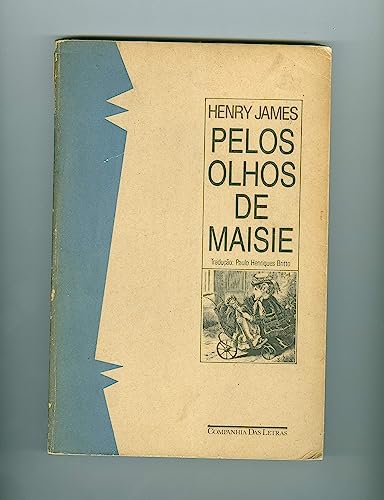 HENRY JAMES
PELOS
OLHOS
DE
MAISIE
Tradução: Paulo Henriques Britto
COMPANHIA DAS LETRAS